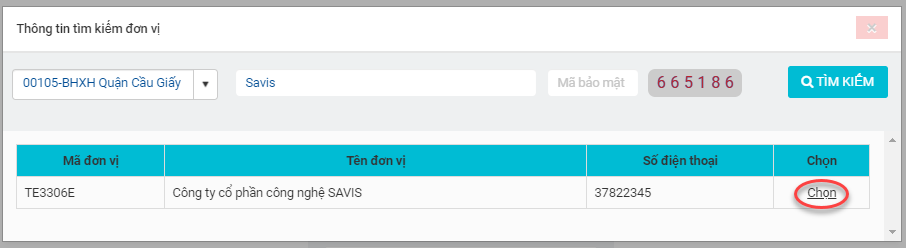 Thông tin tìm kiếm đơn vị
×
00105-BHXH Quận Cầu Giấy Savis Mã bảo mật 665186 TÌM KIẾM
Mã đơn vị Tên đơn vị Số điện thoại Chọn
TE3306E Công ty cổ phần công nghệ SAVIS 37822345 Chọn